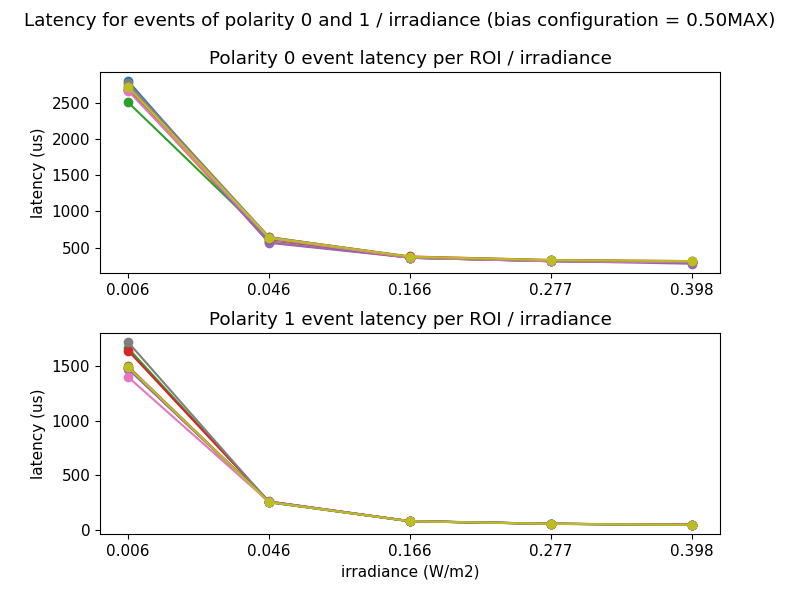 Latency for events of polarity 0 and 1 / irradiance (bias configuration = 0.50MAX)
Polarity 0 event latency per ROI / irradiance
latency (us)
2500
2000
1500
1000
500
0.006 0.046 0.166 0.277 0.398
Polarity 1 event latency per ROI / irradiance
latency (us)
1500
1000
500
0
0.006 0.046 0.166 0.277 0.398
irradiance (W/m2)